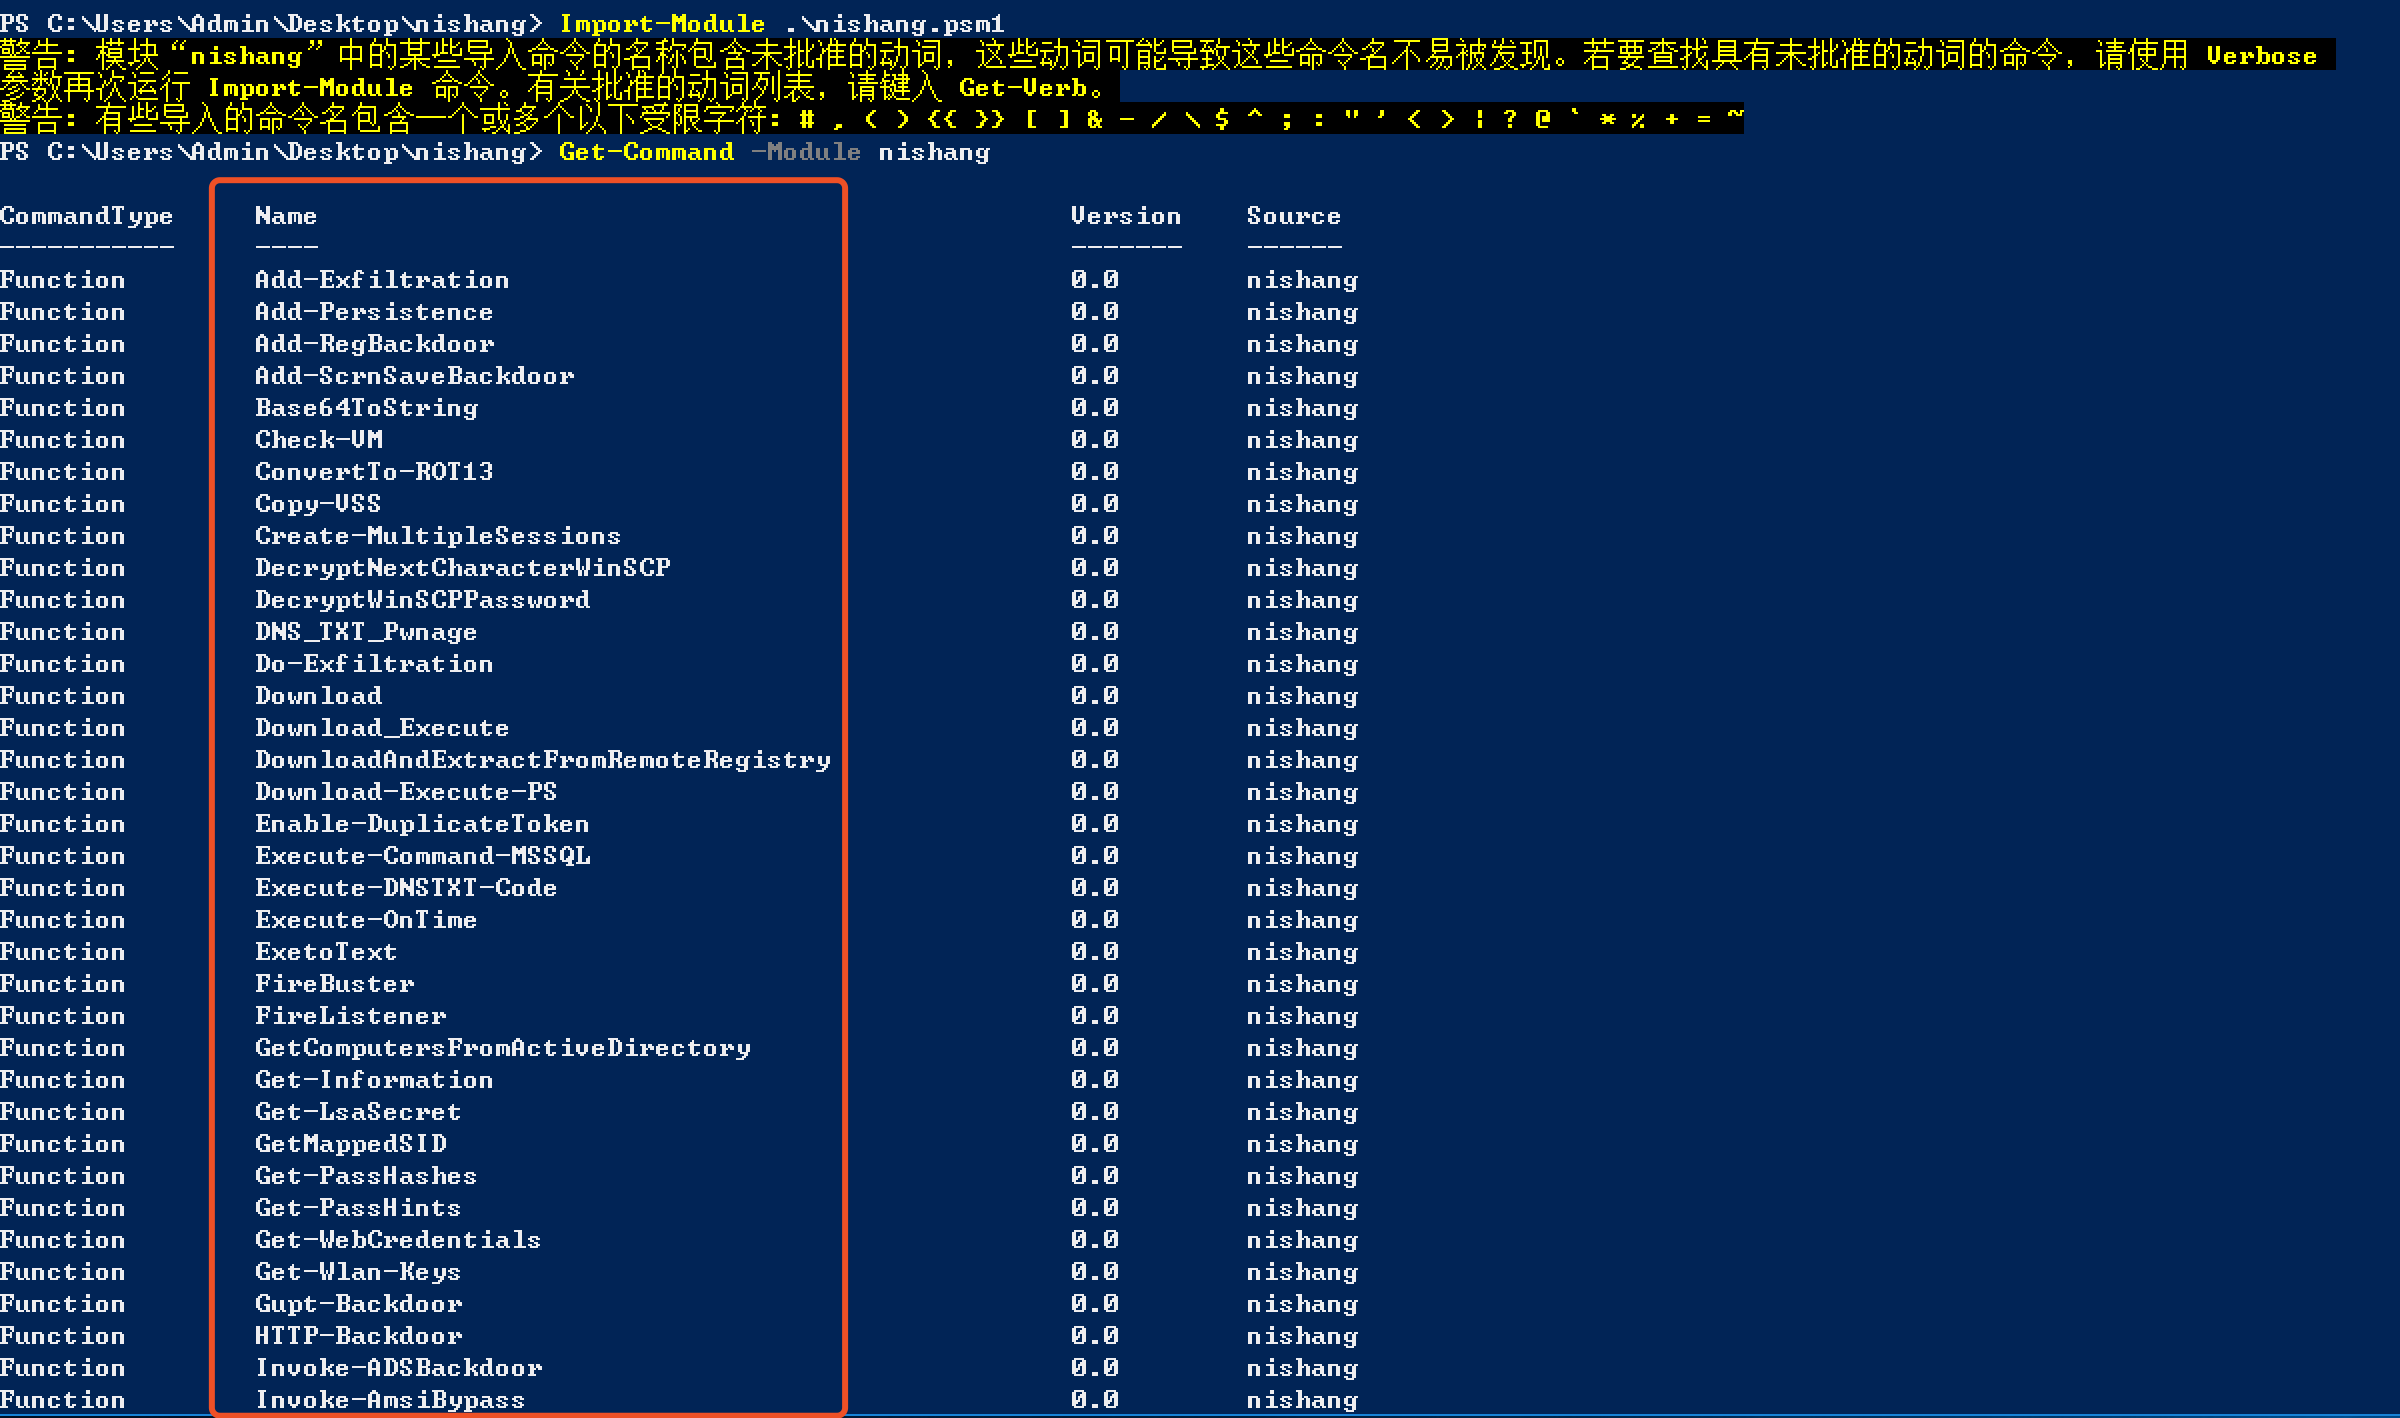 PS C:\Users\Admin\Desktop\nishang> Import-Module .\nishang.psm1
警告: 模块“nishang”中的某些导入命令的名称包含未批准的动词，这些动词可能导致这些命令名不易被发现。若要查找具有未批准的动词的命令，请使用 Verbose
参数再次运行 Import-Module 命令。有关批准的动词列表，请键入 Get-Verb。
警告: 有些导入的命令名包含一个或多个以下受限字符: # , ( ) {{ }} [ ] & - / \ $ ^ ; : " ' < > | ? @ ` * % + = ~
PS C:\Users\Admin\Desktop\nishang> Get-Command -Module nishang
CommandType Name Version Source
----------- ---- ------- ------
Function Add-Exfiltration 0.0 nishang
Function Add-Persistence 0.0 nishang
Function Add-RegBackdoor 0.0 nishang
Function Add-ScrnSaveBackdoor 0.0 nishang
Function Base64ToString 0.0 nishang
Function Check-VM 0.0 nishang
Function ConvertTo-ROT13 0.0 nishang
Function Copy-VSS 0.0 nishang
Function Create-MultipleSessions 0.0 nishang
Function DecryptNextCharacterWinSCP 0.0 nishang
Function DecryptWinSCPPassword 0.0 nishang
Function DNS_TXT_Pwnage 0.0 nishang
Function Do-Exfiltration 0.0 nishang
Function Download 0.0 nishang
Function Download_Execute 0.0 nishang
Function DownloadAndExtractFromRemoteRegistry 0.0 nishang
Function Download-Execute-PS 0.0 nishang
Function Enable-DuplicateToken 0.0 nishang
Function Execute-Command-MSSQL 0.0 nishang
Function Execute-DNSTXT-Code 0.0 nishang
Function Execute-OnTime 0.0 nishang
Function ExetoText 0.0 nishang
Function FireBuster 0.0 nishang
Function FireListener 0.0 nishang
Function GetComputersFromActiveDirectory 0.0 nishang
Function Get-Information 0.0 nishang
Function Get-LsaSecret 0.0 nishang
Function GetMappedSID 0.0 nishang
Function Get-PassHashes 0.0 nishang
Function Get-PassHints 0.0 nishang
Function Get-WebCredentials 0.0 nishang
Function Get-Wlan-Keys 0.0 nishang
Function Gupt-Backdoor 0.0 nishang
Function HTTP-Backdoor 0.0 nishang
Function Invoke-ADSBackdoor 0.0 nishang
Function Invoke-AmsiBypass 0.0 nishang